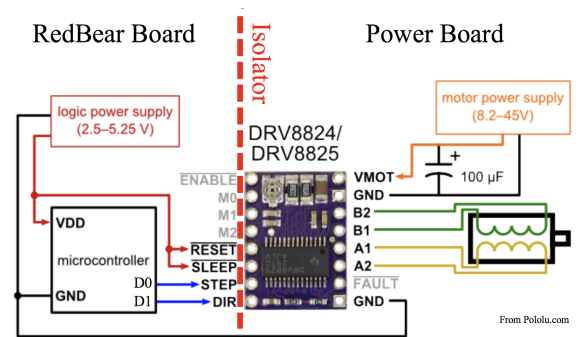 RedBear Board
Isolator
Power Board
logic power supply
(2.5–5.25 V)
motor power supply
(8.2–45V)
DRV8824/
DRV8825
+
100 µF
ENABLE
M0
M1
M2
RESET
SLEEP
STEP
DIR
VMOT
GND
B2
B1
A1
A2
FAULT
GND
VDD
microcontroller
GND
D0
D1
From Pololu.com